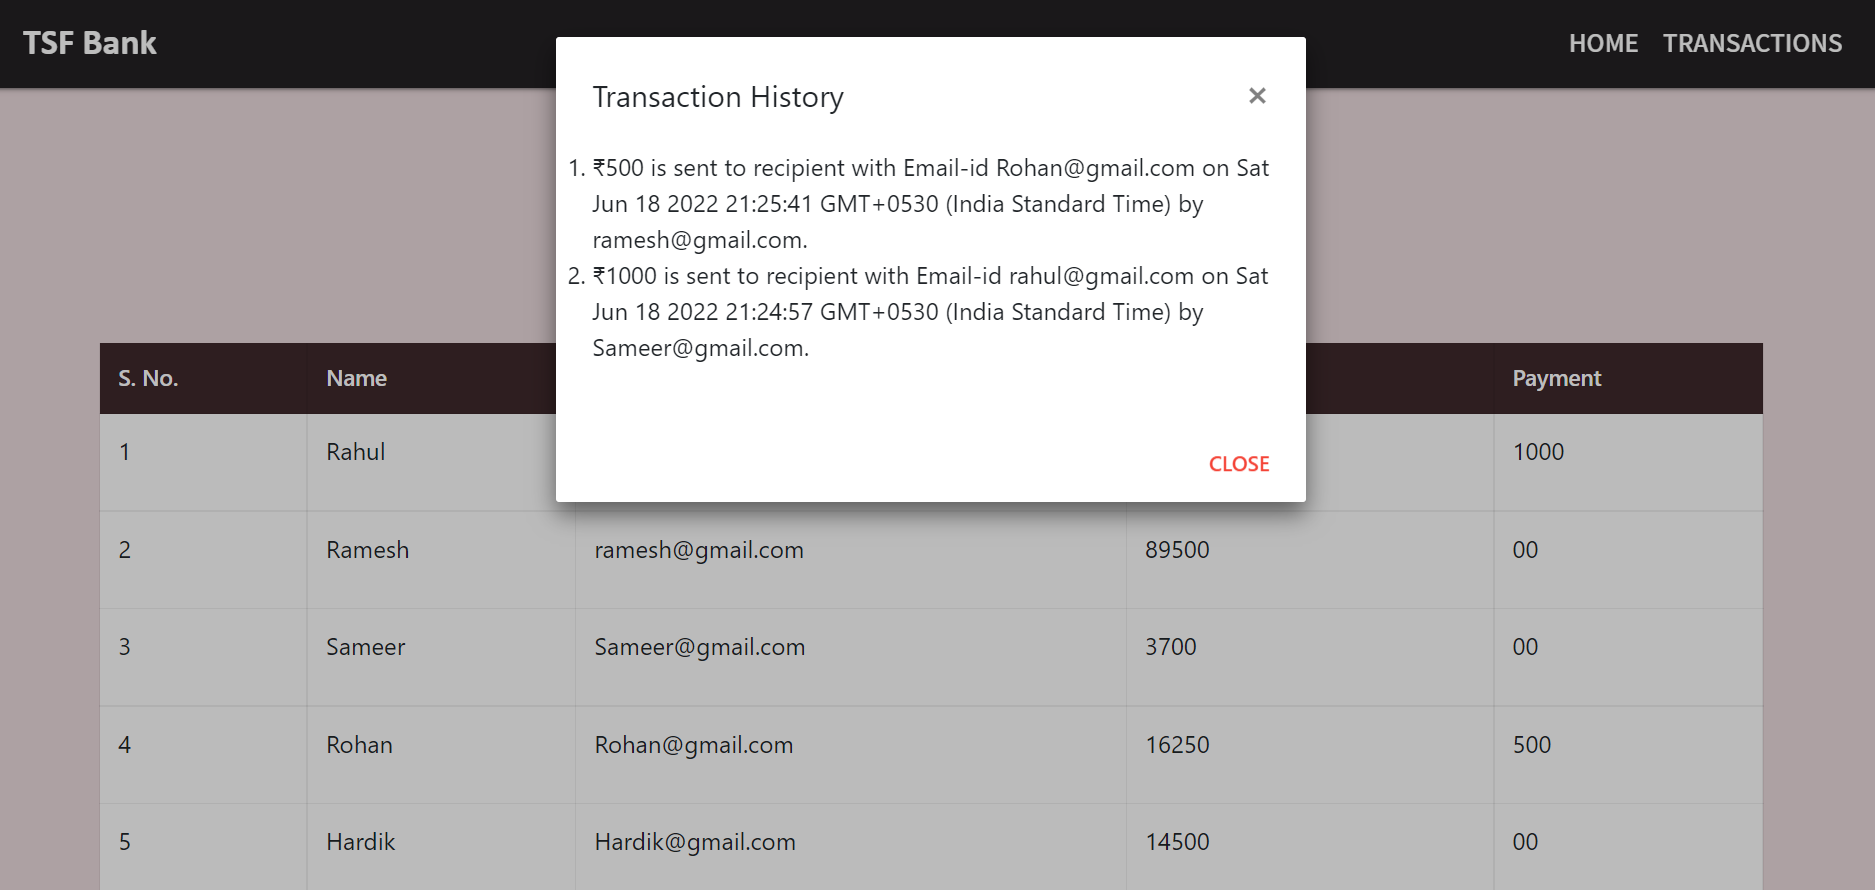 TSF Bank
HOME TRANSACTIONS
Transaction History ×
1. ₹500 is sent to recipient with Email-id Rohan@gmail.com on Sat
Jun 18 2022 21:25:41 GMT+0530 (India Standard Time) by
ramesh@gmail.com.
2. ₹1000 is sent to recipient with Email-id rahul@gmail.com on Sat
Jun 18 2022 21:24:57 GMT+0530 (India Standard Time) by
Sameer@gmail.com.
CLOSE
S. No. Name Payment
1 Rahul 1000
2 Ramesh ramesh@gmail.com 89500 00
3 Sameer Sameer@gmail.com 3700 00
4 Rohan Rohan@gmail.com 16250 500
5 Hardik Hardik@gmail.com 14500 00